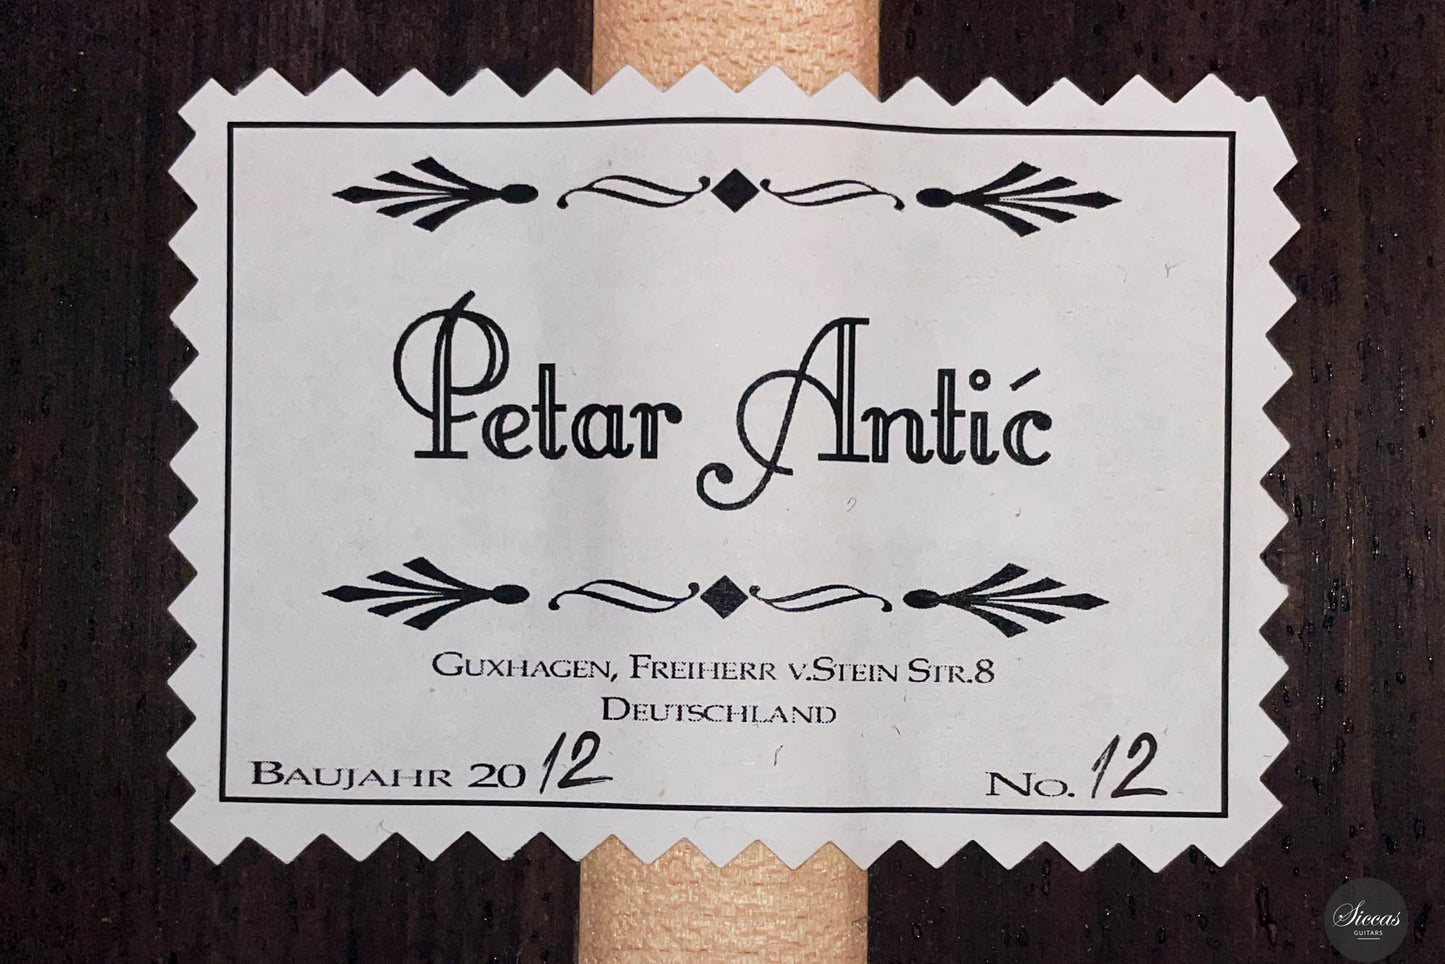 Petar Antić
Guxhagen, Freiherr v.Stein Str.8
Deutschland
Baujahr 2012 No. 12
Siccas
GUITARS